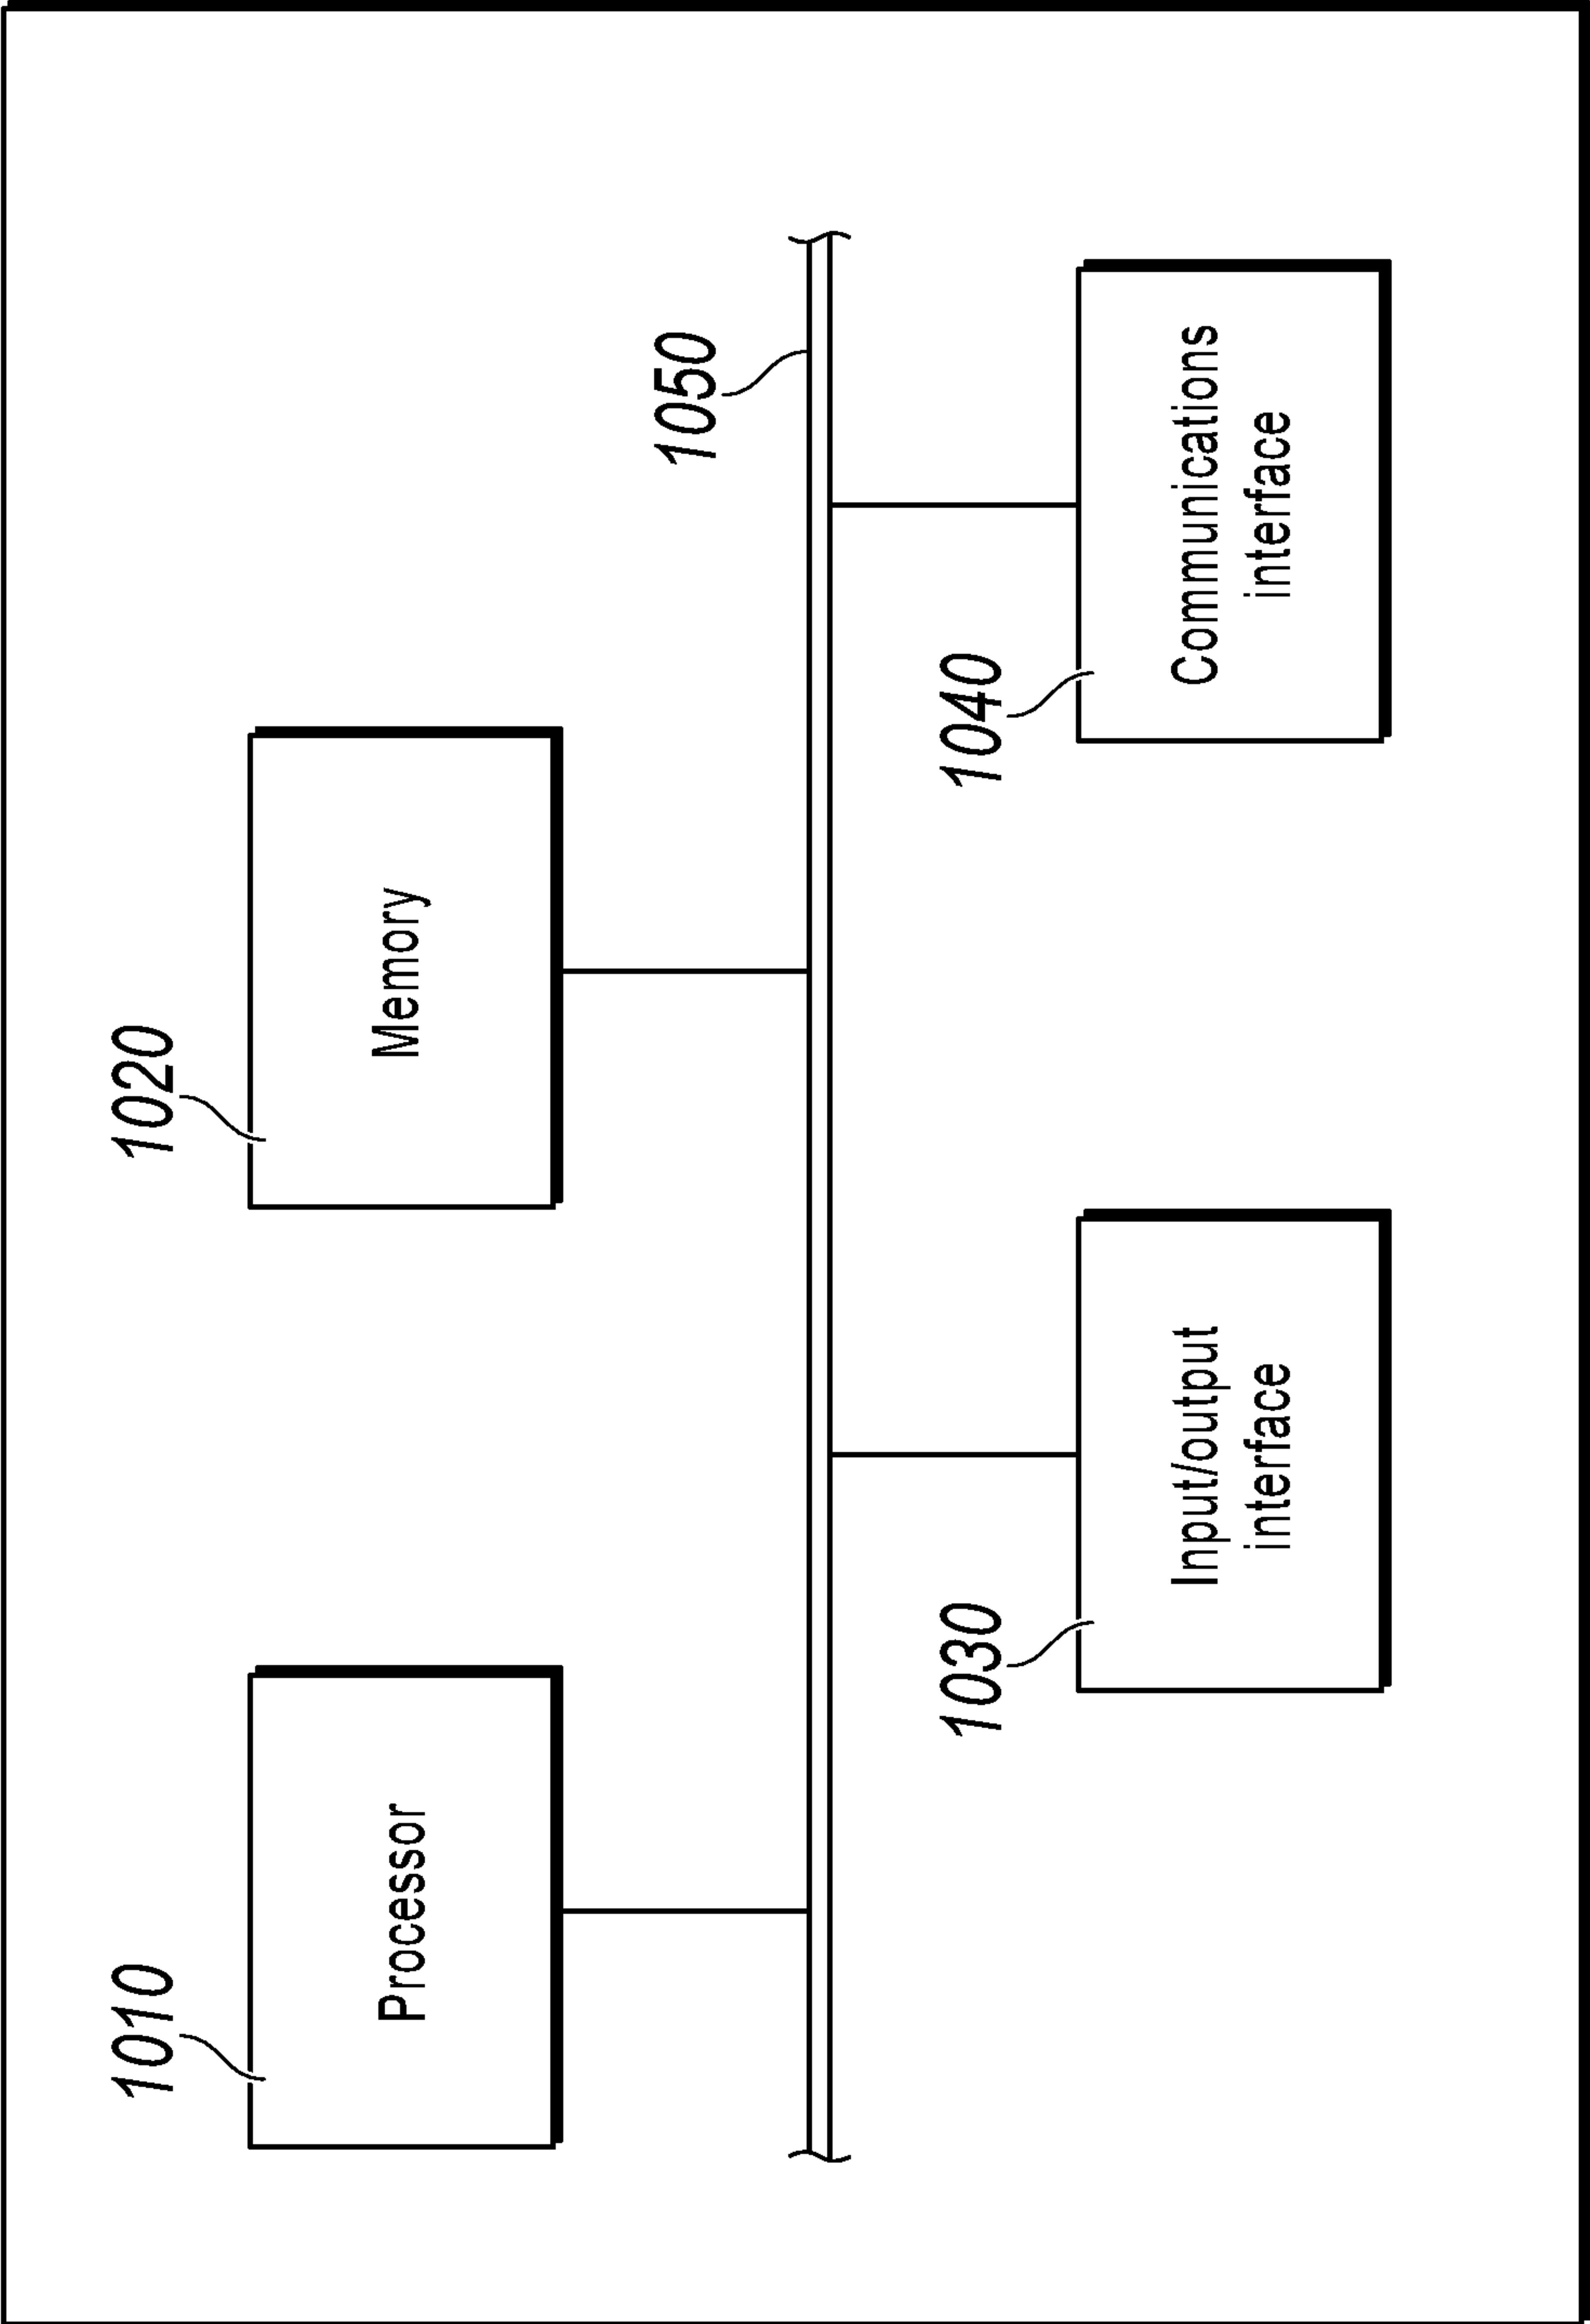 1010
Processor
1020
Memory
1050
1030
Input/output
interface
1040
Communications
interface